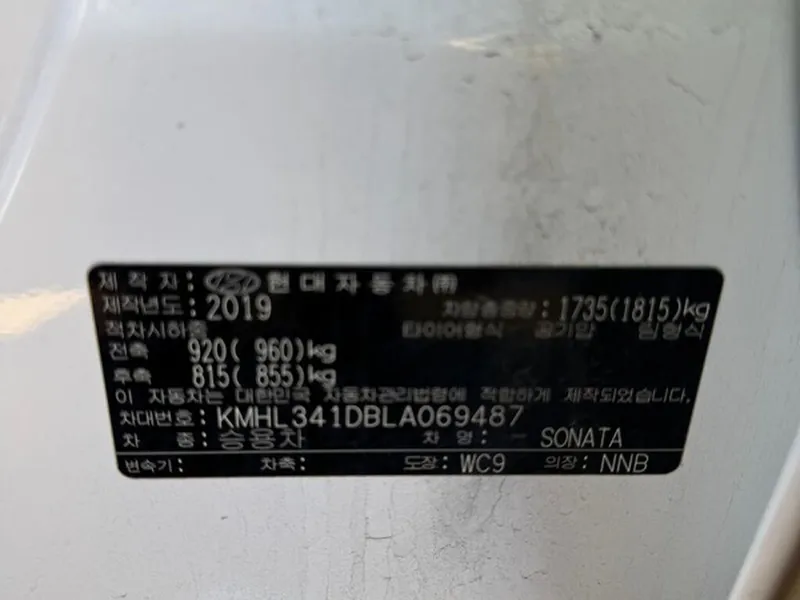 제 작 자: 현대자동차㈜
제작년도: 2019 차량총중량: 1735(1815)kg
적차시하중 타이어형식 공기압 림형식
전축 920( 960)kg
후축 815( 855)kg
이 자동차는 대한민국 자동차관리법령에 적합하게 제작되었습니다.
차대번호: KMHL341DBLA069487
차 종: 승용차 차 명: - SONATA
변속기: 차축: 도장: WC9 의장: NNB